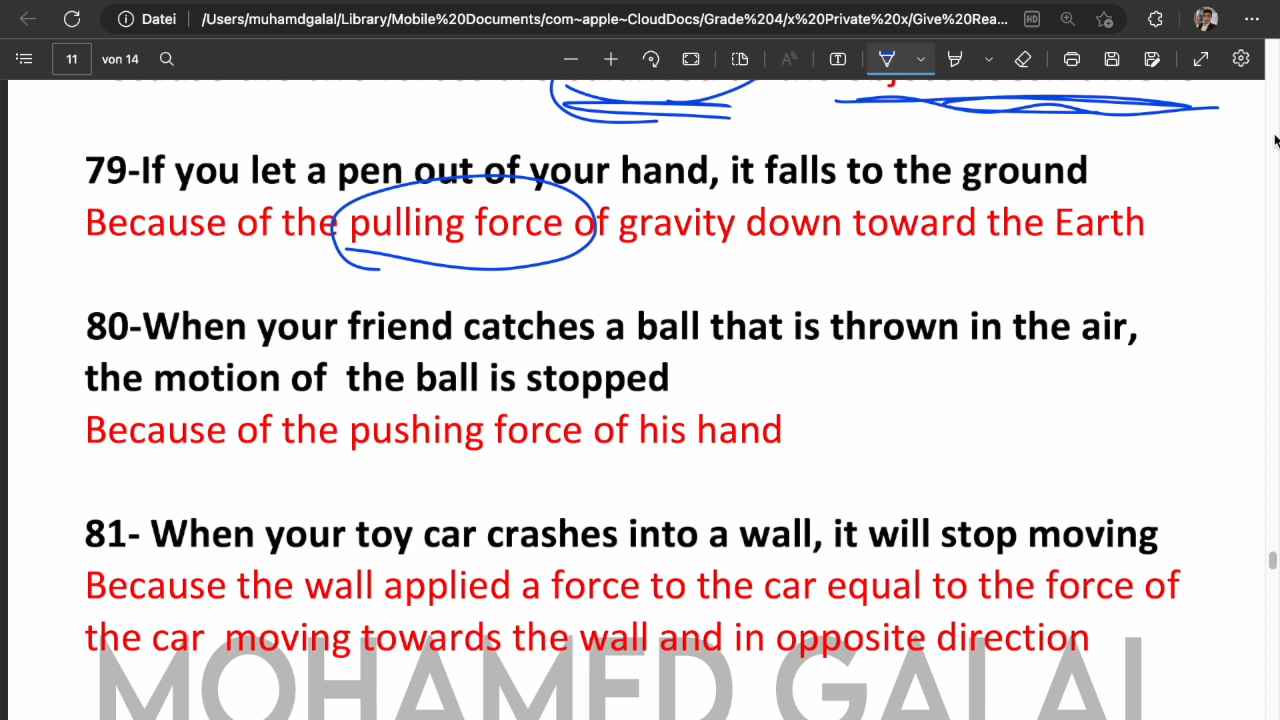 Datei
/Users/muhamdgalal/Library/Mobile%20Documents/com~apple~CloudDocs/Grade%204/x%20Private%20x/Give%20Rea...
HD
11 von 14
79-If you let a pen out of your hand, it falls to the ground
Because of the pulling force of gravity down toward the Earth
80-When your friend catches a ball that is thrown in the air,
the motion of the ball is stopped
Because of the pushing force of his hand
81- When your toy car crashes into a wall, it will stop moving
Because the wall applied a force to the car equal to the force of
the car moving towards the wall and in opposite direction
MOHAMED GALAL